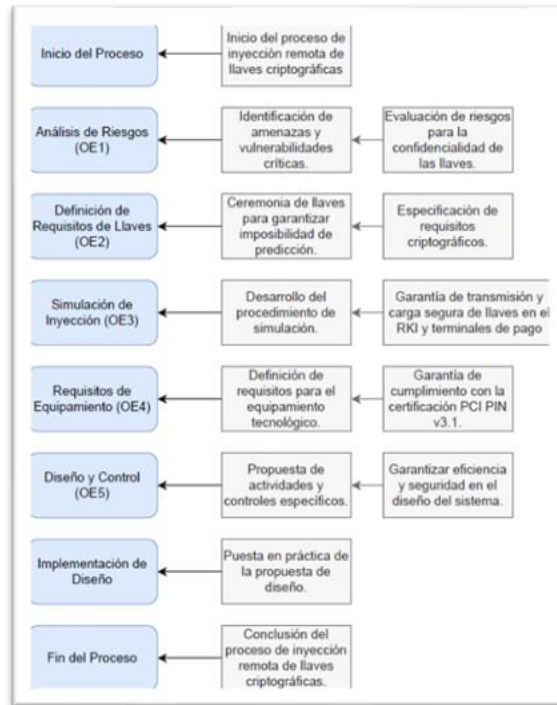 Inicio del Proceso
Inicio del proceso de
inyección remota de
llaves criptográficas
Análisis de Riesgos
(OE1)
Identificación de
amenazas y
vulnerabilidades
críticas.
Evaluación de riesgos
para la
confidencialidad de
las llaves.
Definición de
Requisitos de Llaves
(OE2)
Ceremonia de llaves
para garantizar
imposibilidad de
predicción.
Especificación de
requisitos
criptográficos.
Simulación de
Inyección (OE3)
Desarrollo del
procedimiento de
simulación.
Garantía de transmisión y
carga segura de llaves en el
RKI y terminales de pago
Requisitos de
Equipamiento (OE4)
Definición de
requisitos para el
equipamiento
tecnológico.
Garantía de
cumplimiento con la
certificación PCI PIN
v3.1.
Diseño y Control
(OE5)
Propuesta de
actividades y
controles específicos.
Garantizar eficiencia
y seguridad en el
diseño del sistema.
Implementación de
Diseño
Puesta en práctica de
la propuesta de
diseño.
Fin del Proceso
Conclusión del
proceso de inyección
remota de llaves
criptográficas.